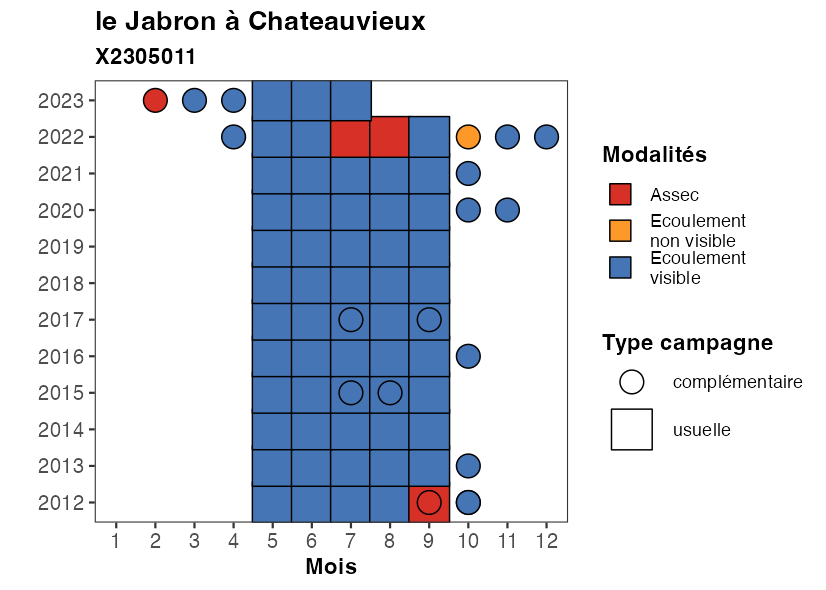 le Jabron à Chateauvieux
X2305011
2023
2022
2021
2020
2019
2018
2017
2016
2015
2014
2013
2012
1 2 3 4 5 6 7 8 9 10 11 12
Mois
Modalités
Assec
Ecoulement
non visible
Ecoulement
visible
Type campagne
complémentaire
usuelle